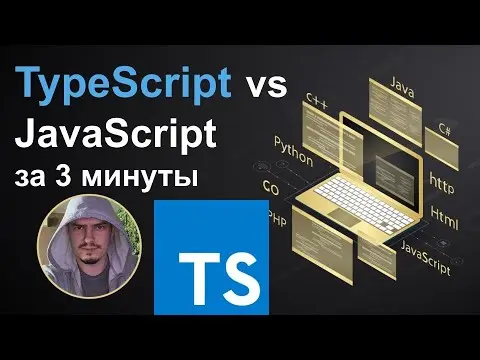 TypeScript vs
JavaScript
за 3 минуты
TS
C++
Java
C#
Python
http
GO
Html
PHP
JavaScript